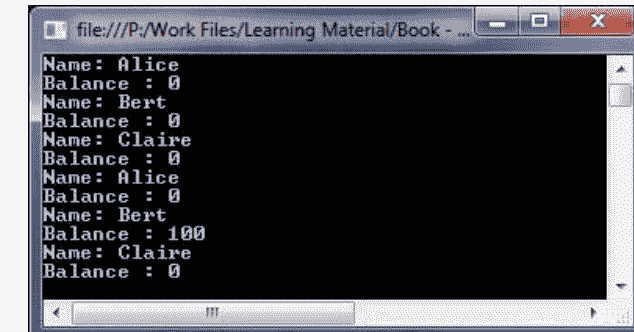 file:///P:/Work Files/Learning Material/Book - ...
Name: Alice
Balance : 0
Name: Bert
Balance : 0
Name: Claire
Balance : 0
Name: Alice
Balance : 0
Name: Bert
Balance : 100
Name: Claire
Balance : 0